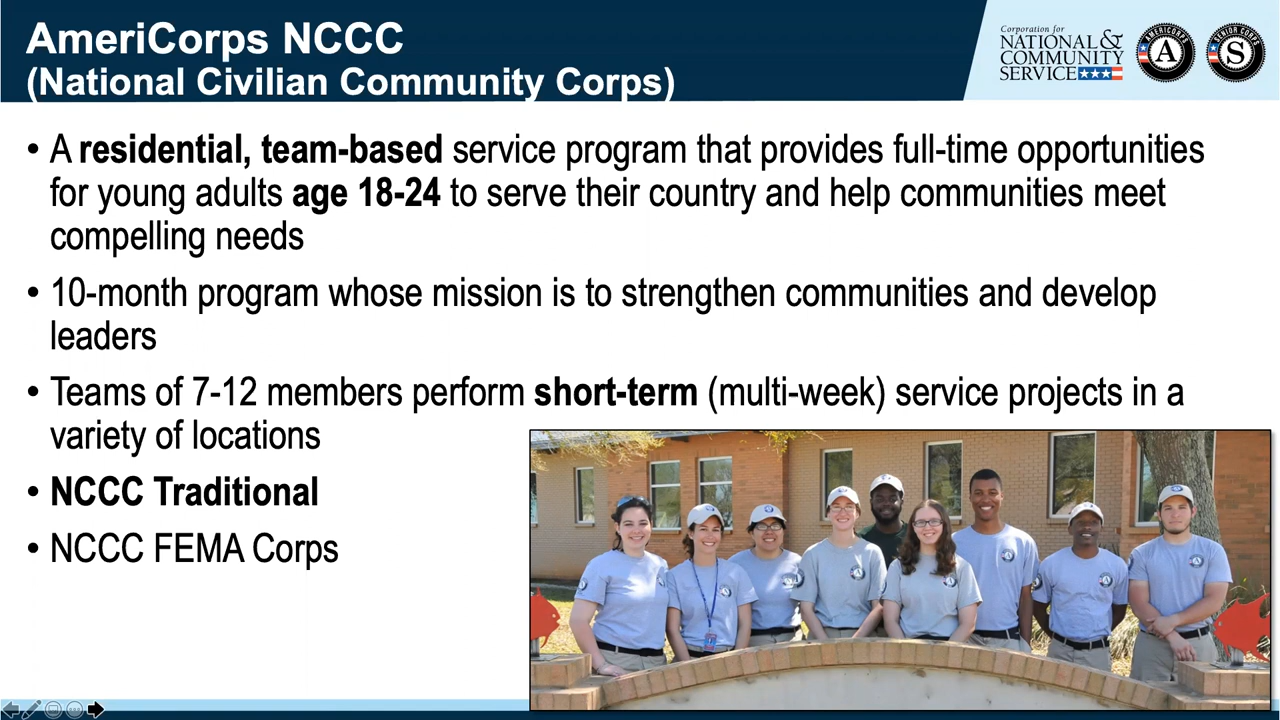 AmeriCorps NCCC
(National Civilian Community Corps)
Corporation for
NATIONAL &
COMMUNITY
SERVICE
AMERICORPS
A
SENIOR CORPS
S
• A residential, team-based service program that provides full-time opportunities
for young adults age 18-24 to serve their country and help communities meet
compelling needs
• 10-month program whose mission is to strengthen communities and develop
leaders
• Teams of 7-12 members perform short-term (multi-week) service projects in a
variety of locations
• NCCC Traditional
• NCCC FEMA Corps